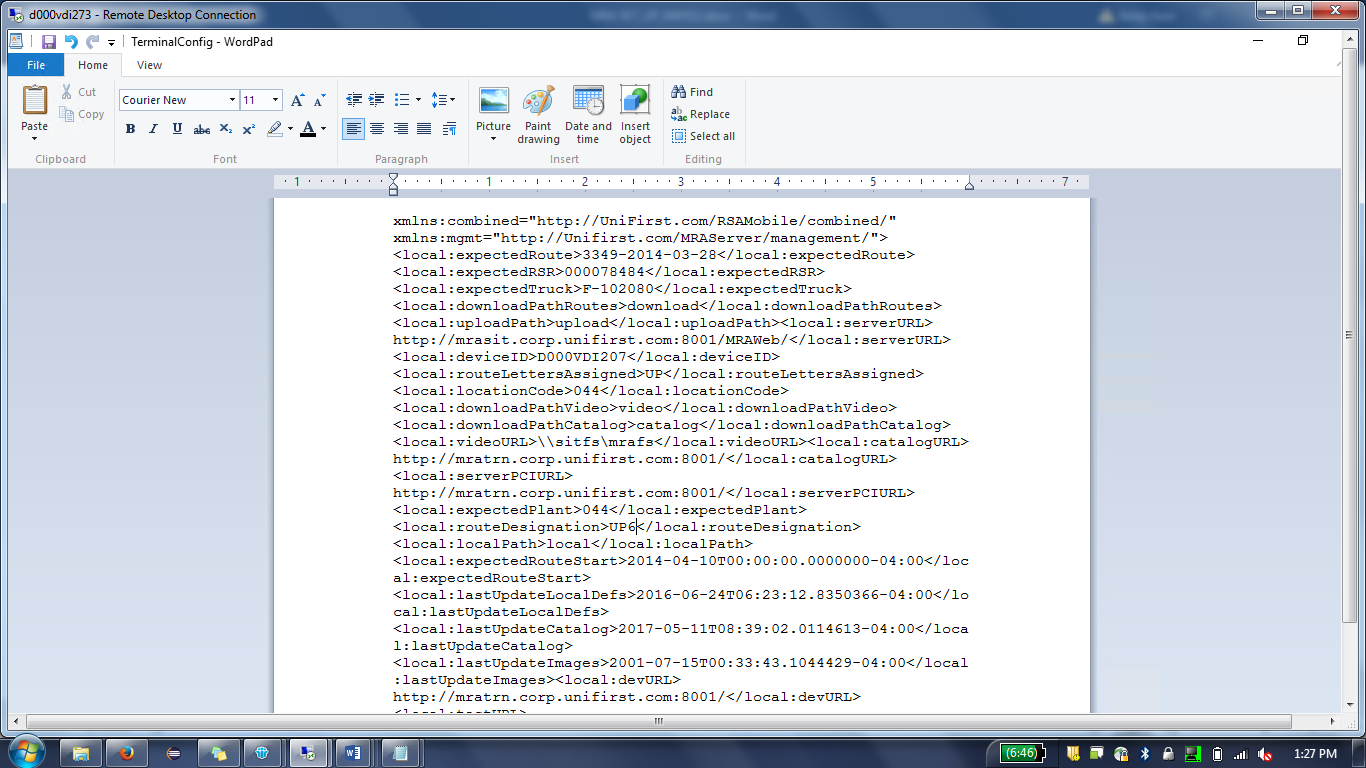 d000vdi273 - Remote Desktop Connection
TerminalConfig - WordPad
File Home View
Paste
Cut
Copy
Clipboard
Courier New 11
B I U abc X2 X2 A
Font
Paragraph
Picture
Paint drawing
Date and time
Insert object
Insert
Find
Replace
Select all
Editing
1 1 2 3 4 5 7
xmlns:combined="http://UniFirst.com/RSAMobile/combined/"
xmlns:mgmt="http://Unifirst.com/MRAServer/management/">
<local:expectedRoute>3349-2014-03-28</local:expectedRoute>
<local:expectedRSR>000078484</local:expectedRSR>
<local:expectedTruck>F-102080</local:expectedTruck>
<local:downloadPathRoutes>download</local:downloadPathRoutes>
<local:uploadPath>upload</local:uploadPath><local:serverURL>
http://mrasit.corp.unifirst.com:8001/MRAWeb/</local:serverURL>
<local:deviceID>D000VDI207</local:deviceID>
<local:routeLettersAssigned>UP</local:routeLettersAssigned>
<local:locationCode>044</local:locationCode>
<local:downloadPathVideo>video</local:downloadPathVideo>
<local:downloadPathCatalog>catalog</local:downloadPathCatalog>
<local:videoURL>\\sitfs\mrafs</local:videoURL><local:catalogURL>
http://mratrn.corp.unifirst.com:8001/</local:catalogURL>
<local:serverPCIURL>
http://mratrn.corp.unifirst.com:8001/</local:serverPCIURL>
<local:expectedPlant>044</local:expectedPlant>
<local:routeDesignation>UP6</local:routeDesignation>
<local:localPath>local</local:localPath>
<local:expectedRouteStart>2014-04-10T00:00:00.0000000-04:00</loc
al:expectedRouteStart>
<local:lastUpdateLocalDefs>2016-06-24T06:23:12.8350366-04:00</lo
cal:lastUpdateLocalDefs>
<local:lastUpdateCatalog>2017-05-11T08:39:02.0114613-04:00</loca
l:lastUpdateCatalog>
<local:lastUpdateImages>2001-07-15T00:33:43.1044429-04:00</local
:lastUpdateImages><local:devURL>
http://mratrn.corp.unifirst.com:8001/</local:devURL>
(6:46) 1:27 PM